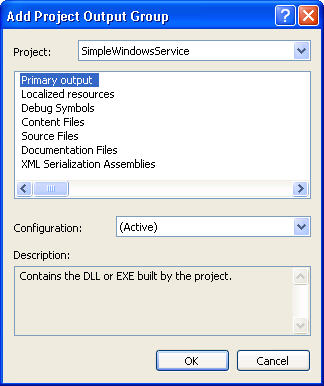 Add Project Output Group
Project: SimpleWindowsService
Primary output
Localized resources
Debug Symbols
Content Files
Source Files
Documentation Files
XML Serialization Assemblies
Configuration: (Active)
Description:
Contains the DLL or EXE built by the project.
OK Cancel